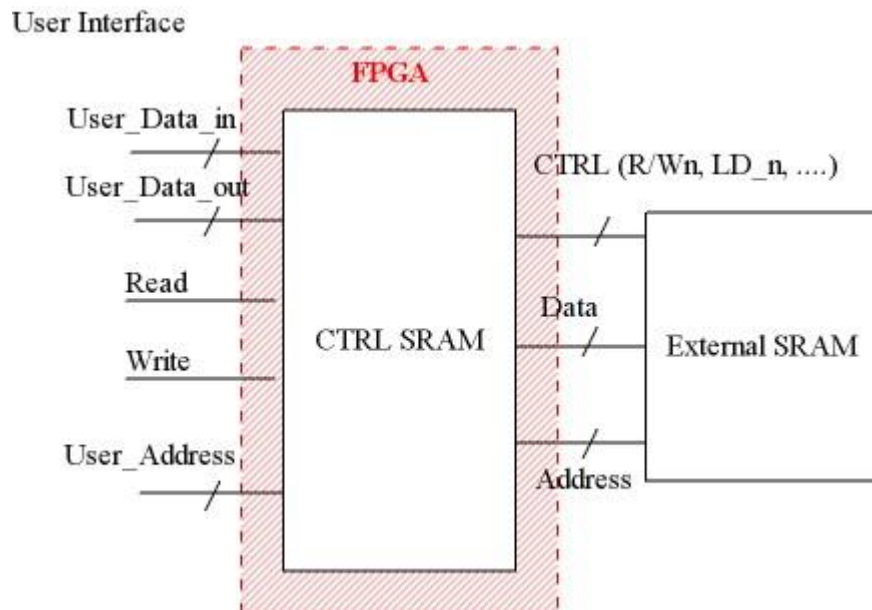 User Interface
FPGA
User_Data_in
User_Data_out
Read
Write
User_Address
CTRL SRAM
CTRL (R/Wn, LD_n, ....)
Data
Address
External SRAM